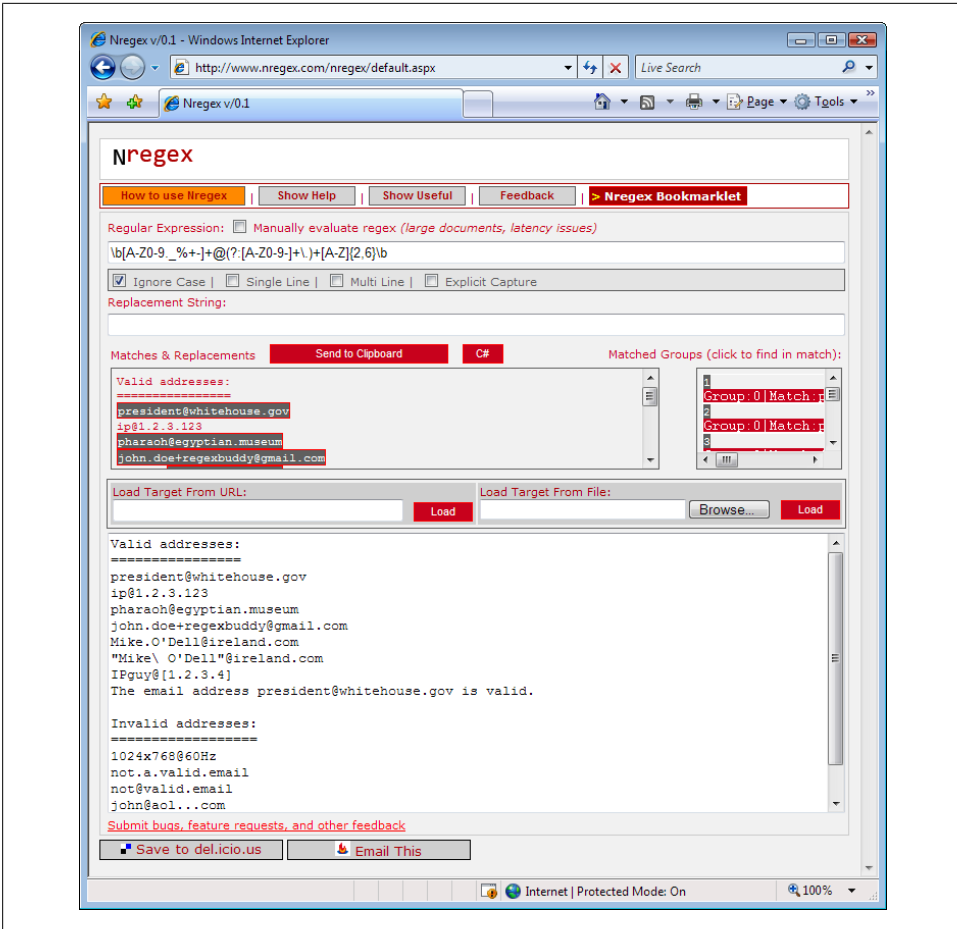 Nregex v/0.1 - Windows Internet Explorer
http://www.nregex.com/nregex/default.aspx
Live Search
Nregex v/0.1
Page
Tools
Nregex
How to use Nregex | Show Help | Show Useful | Feedback | > Nregex Bookmarklet
Regular Expression: Manually evaluate regex (large documents, latency issues)
\b[A-Z0-9._%+-]+@(?:[A-Z0-9-]+\.)+[A-Z]{2,6}\b
Ignore Case | Single Line | Multi Line | Explicit Capture
Replacement String:
Matches & Replacements
Send to Clipboard
C#
Matched Groups (click to find in match):
Valid addresses:
================
president@whitehouse.gov
ip@1.2.3.123
pharaoh@egyptian.museum
john.doe+regexbuddy@gmail.com
1
Group:0|Match:p
2
Group:0|Match:p
3
Load Target From URL:
Load
Load Target From File:
Browse...
Load
Valid addresses:
================
president@whitehouse.gov
ip@1.2.3.123
pharaoh@egyptian.museum
john.doe+regexbuddy@gmail.com
Mike.O'Dell@ireland.com
"Mike\ O'Dell"@ireland.com
IPguy@[1.2.3.4]
The email address president@whitehouse.gov is valid.
Invalid addresses:
==================
1024x768@60Hz
not.a.valid.email
not@valid.email
john@aol...com
Submit bugs, feature requests, and other feedback
Save to del.icio.us
Email This
Internet | Protected Mode: On
100%